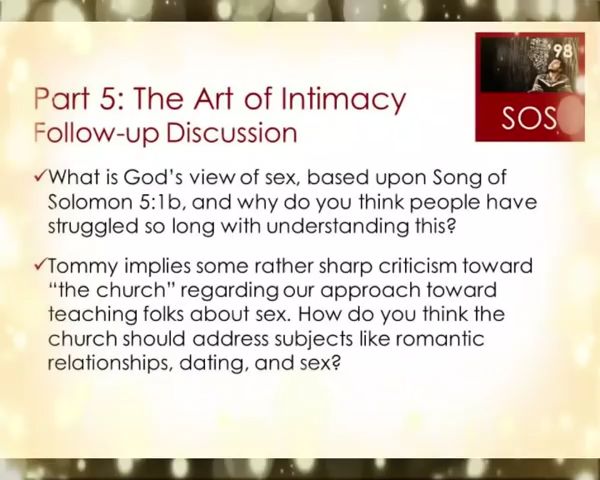 '98
SOS
Part 5: The Art of Intimacy
Follow-up Discussion
What is God's view of sex, based upon Song of
Solomon 5:1b, and why do you think people have
struggled so long with understanding this?
Tommy implies some rather sharp criticism toward
“the church” regarding our approach toward
teaching folks about sex. How do you think the
church should address subjects like romantic
relationships, dating, and sex?